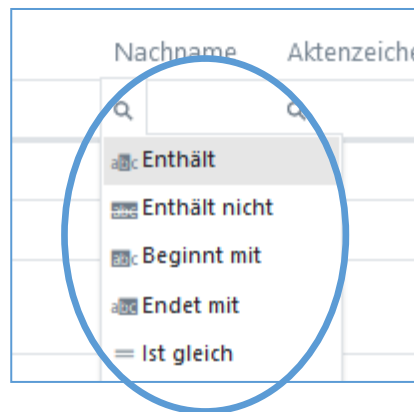 Nachname Aktenzeiche
Enthält
Enthält nicht
Beginnt mit
Endet mit
Ist gleich